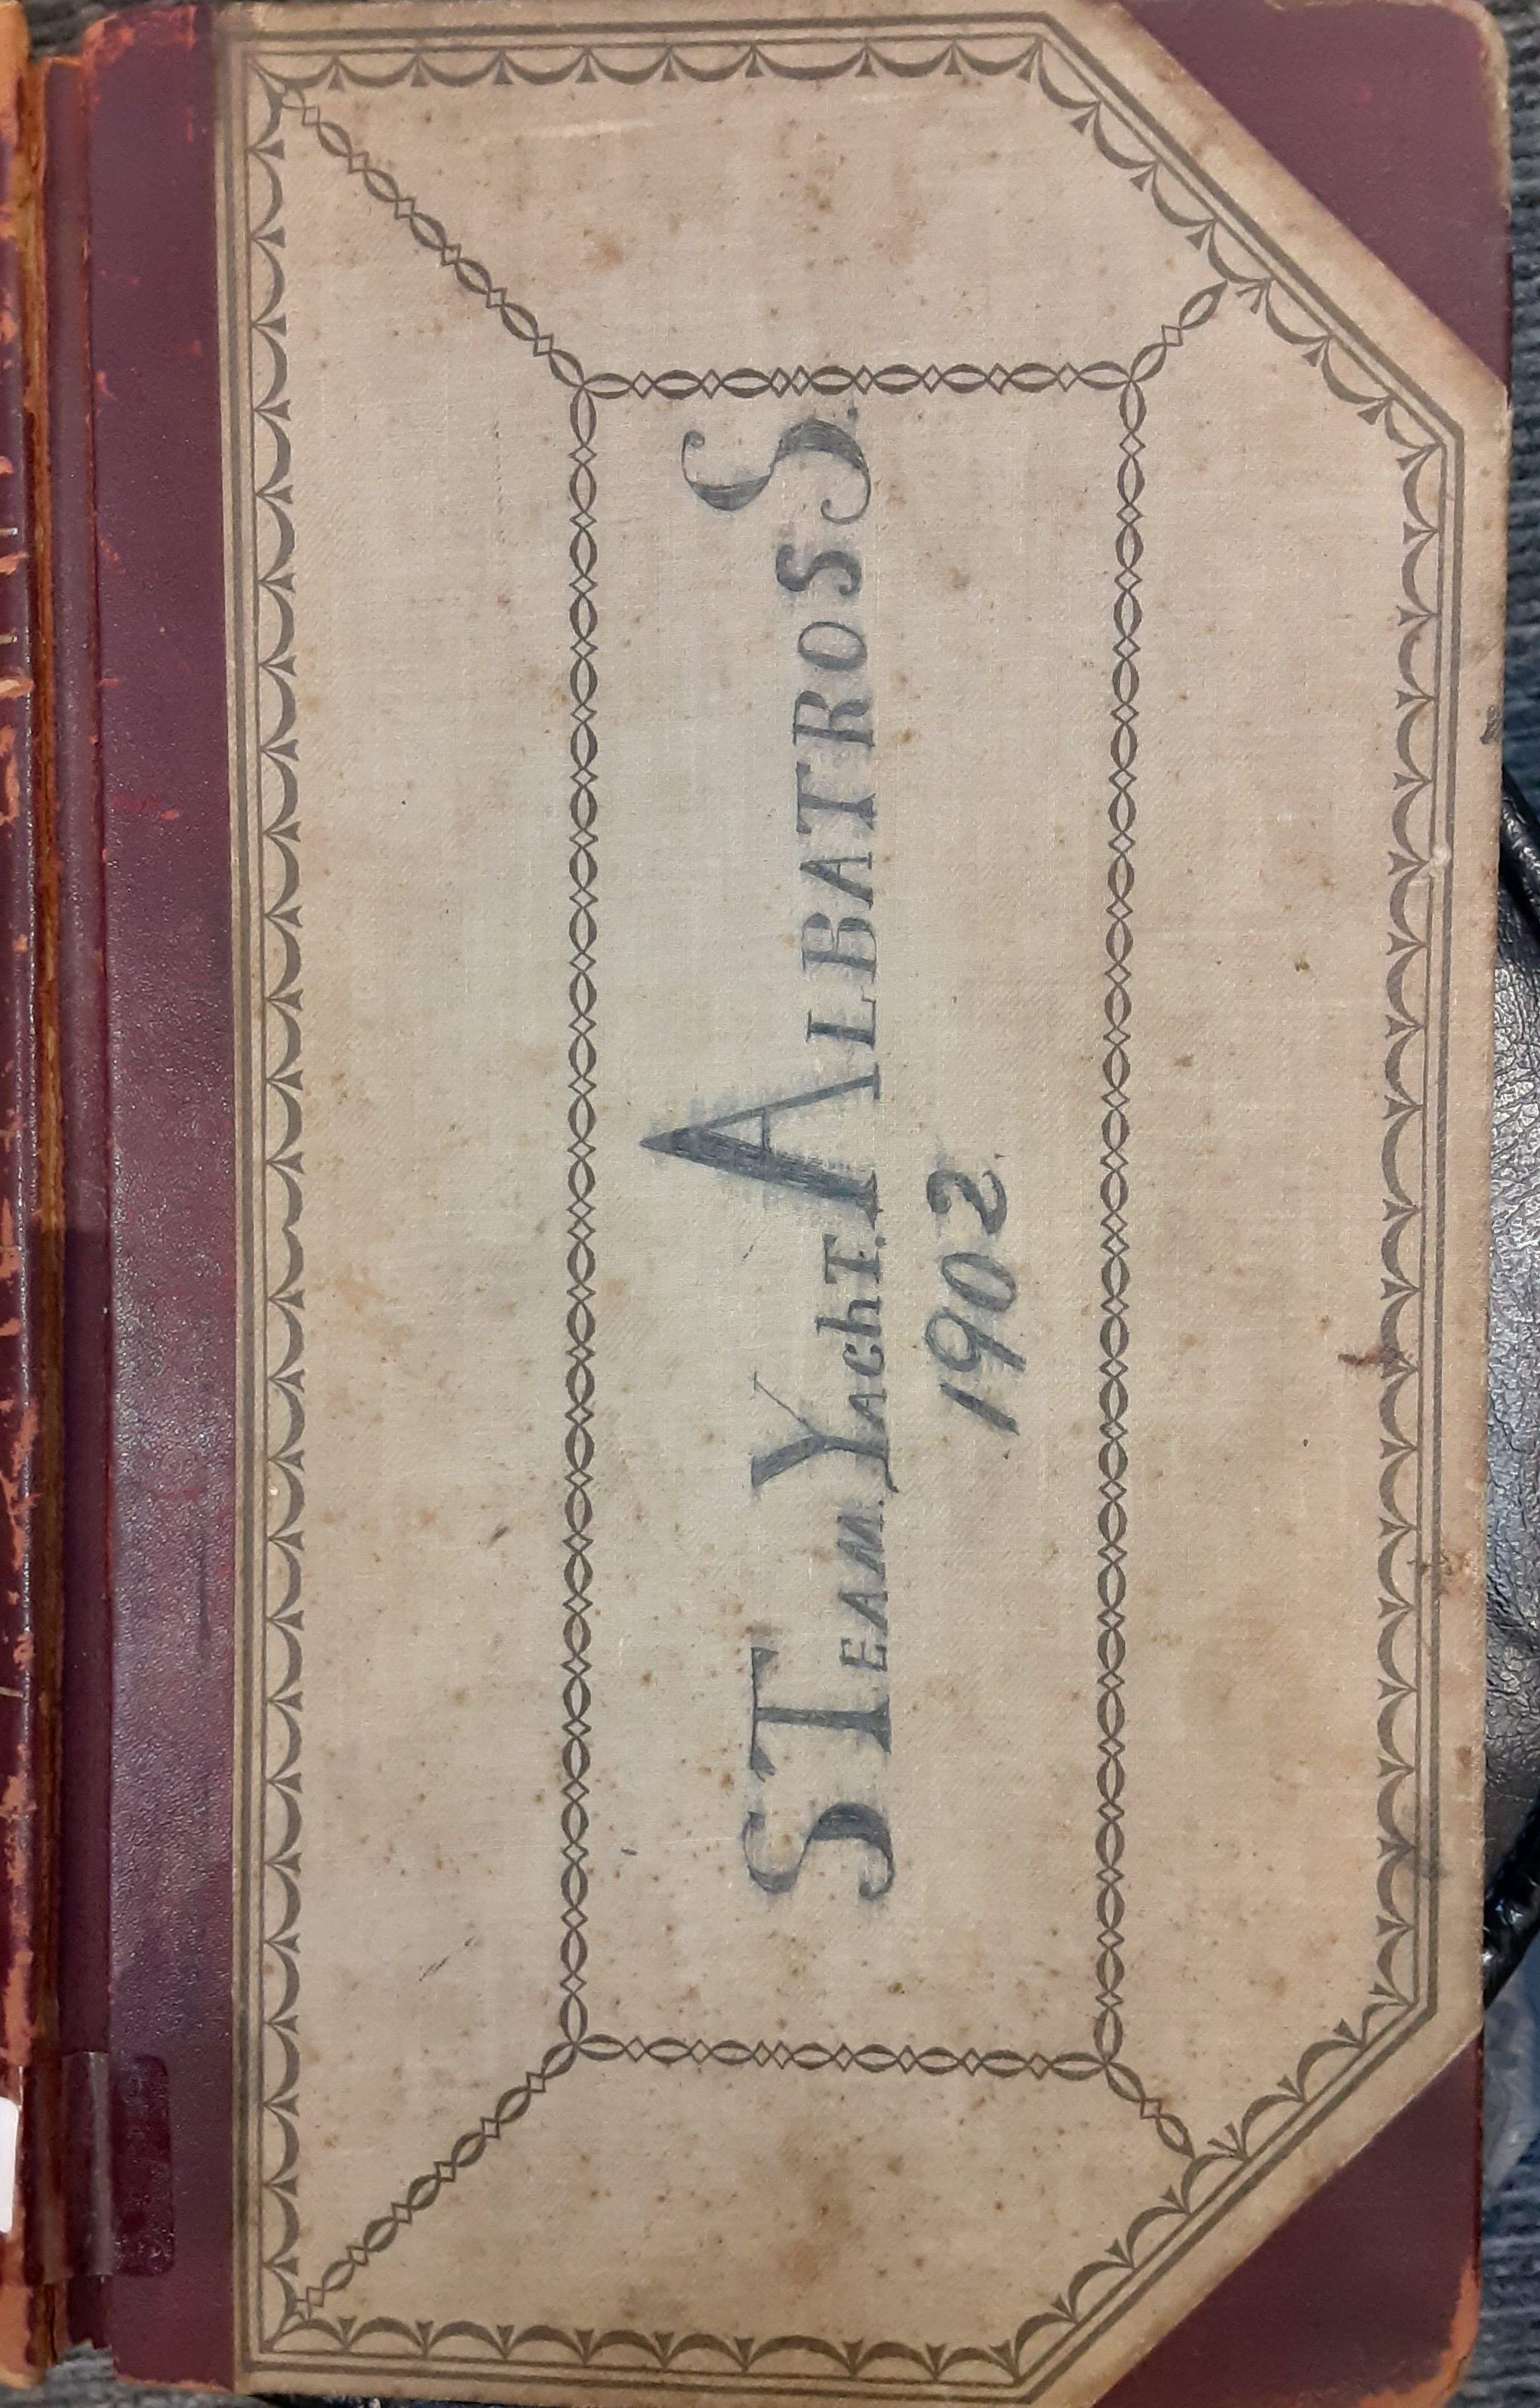 STEAM. YachT. ALBATROSS.
1902.